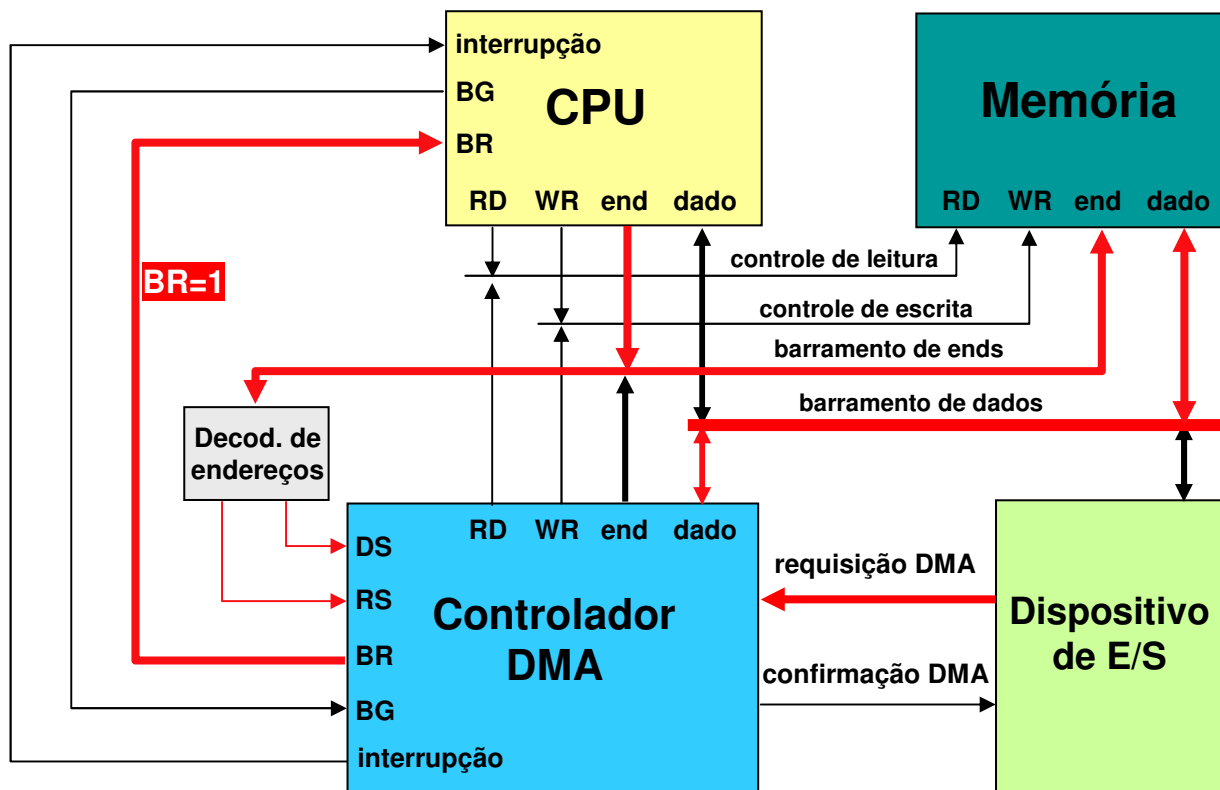 interrupção
BG
CPU
BR
RD WR end dado
Memória
RD WR end dado
BR=1
controle de leitura
controle de escrita
barramento de ends
barramento de dados
Decod. de
endereços
RD WR end dado
DS
RS
BR
BG
interrupção
Controlador
DMA
requisição DMA
confirmação DMA
Dispositivo
de E/S